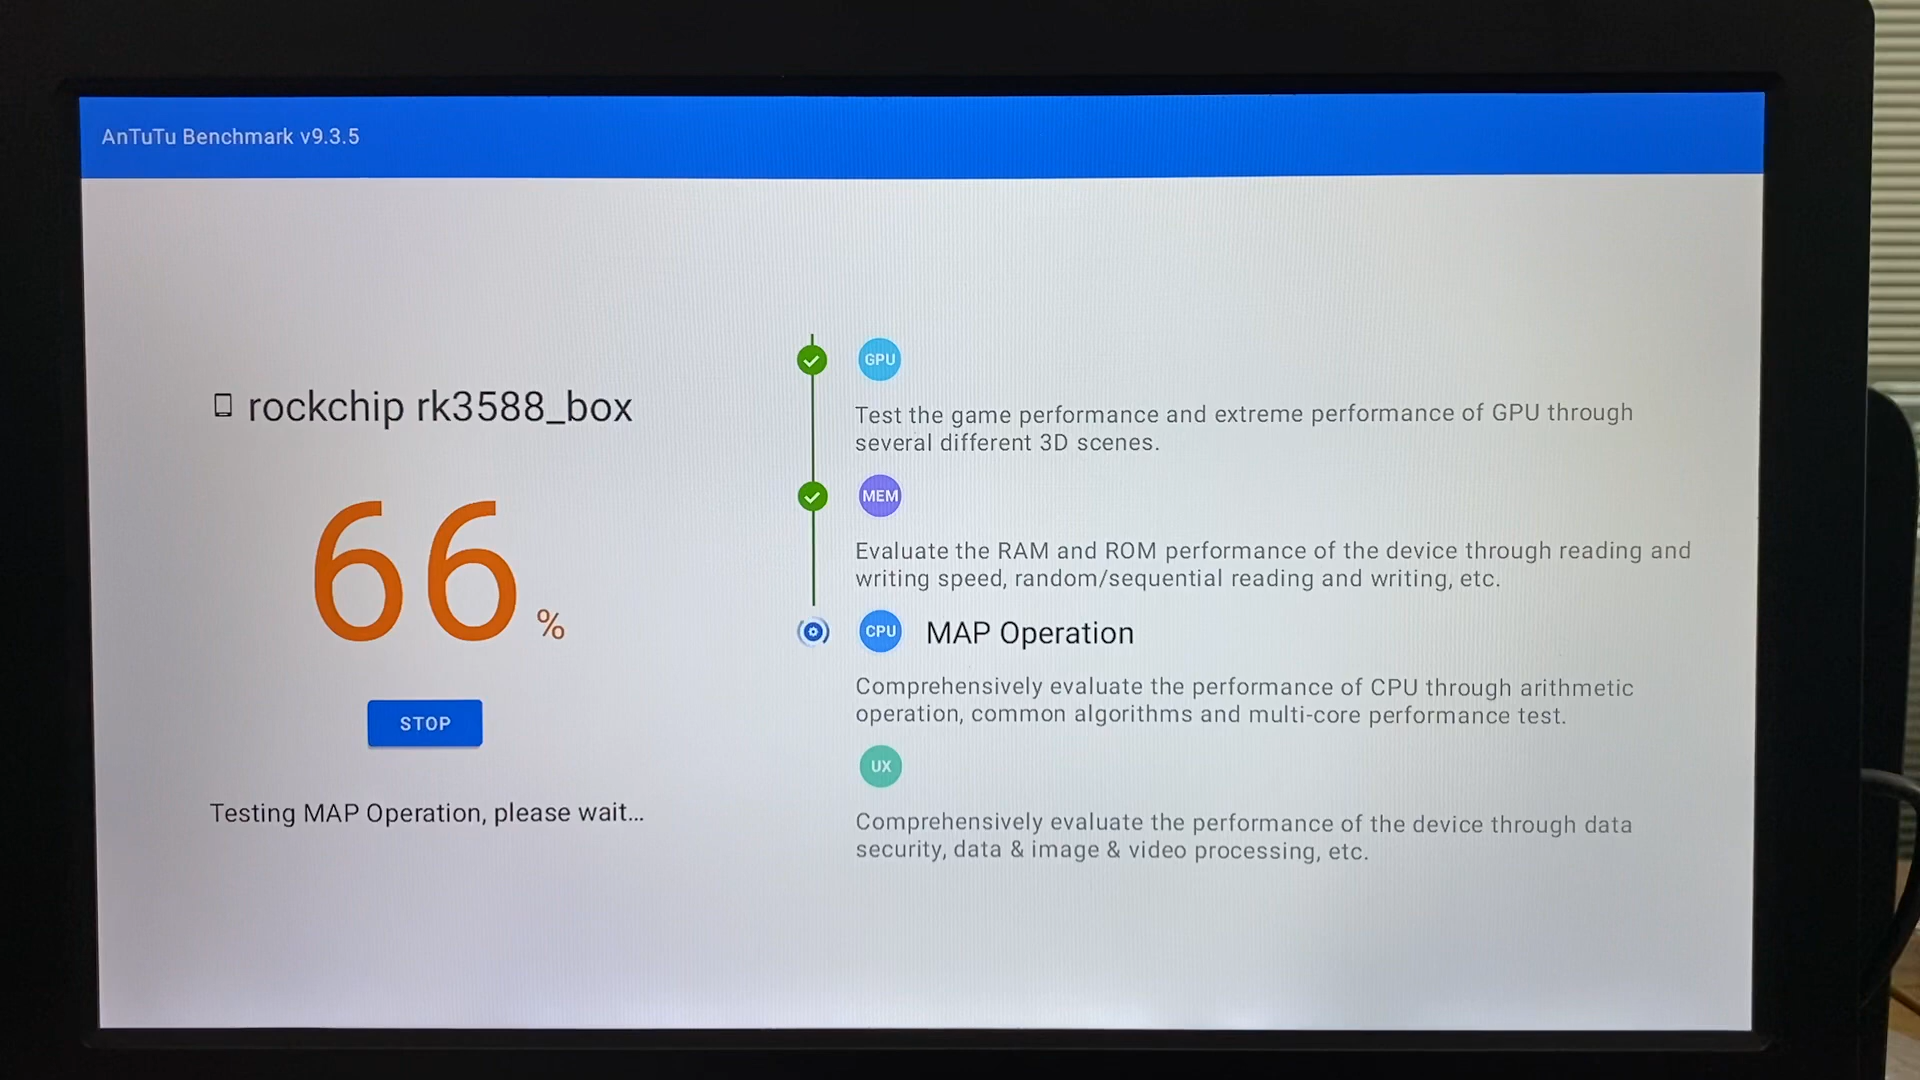 AnTuTu Benchmark v9.3.5
rockchip rk3588_box
66 %
STOP
Testing MAP Operation, please wait...
GPU
Test the game performance and extreme performance of GPU through
several different 3D scenes.
MEM
Evaluate the RAM and ROM performance of the device through reading and
writing speed, random/sequential reading and writing, etc.
CPU MAP Operation
Comprehensively evaluate the performance of CPU through arithmetic
operation, common algorithms and multi-core performance test.
UX
Comprehensively evaluate the performance of the device through data
security, data & image & video processing, etc.